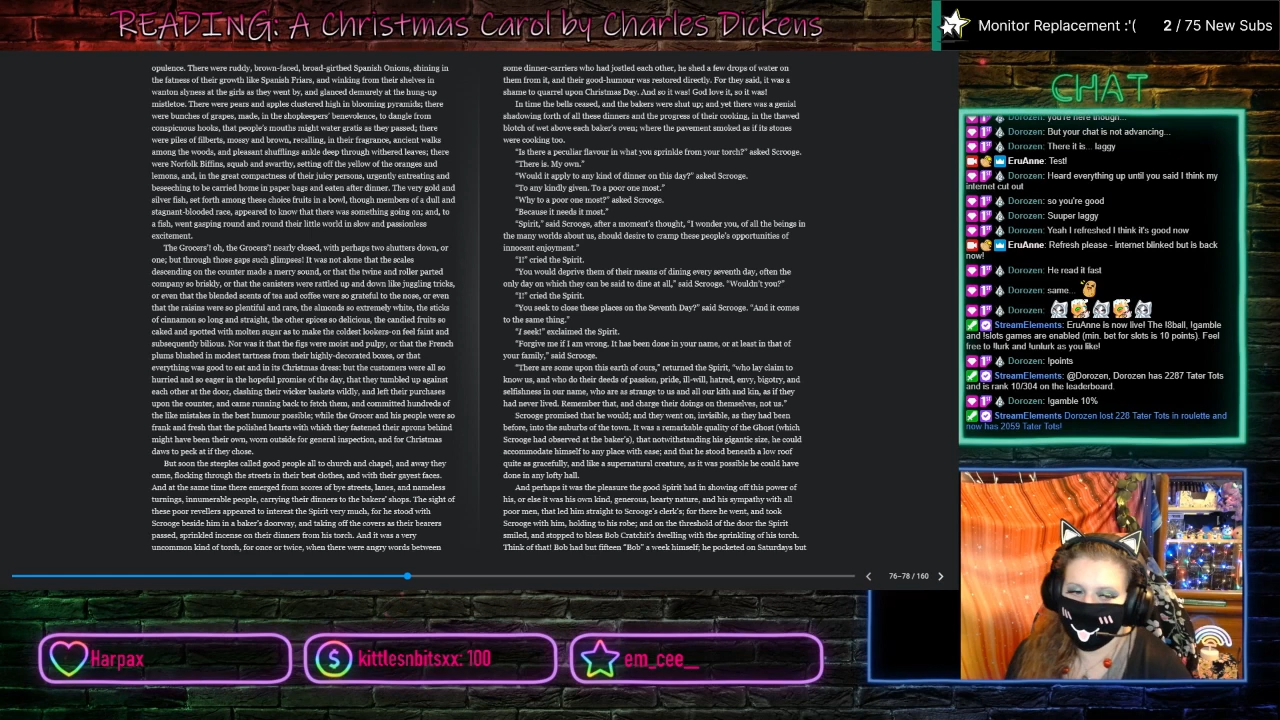 READING: A Christmas Carol by Charles Dickens
Monitor Replacement :'( 2 / 75 New Subs
opulence. There were ruddy, brown-faced, broad-girthed Spanish Onions, shining in
the fatness of their growth like Spanish Friars, and winking from their shelves in
wanton slyness at the girls as they went by, and glanced demurely at the hung-up
mistletoe. There were pears and apples clustered high in blooming pyramids; there
were bunches of grapes, made, in the shopkeepers' benevolence, to dangle from
conspicuous hooks, that people's mouths might water gratis as they passed; there
were piles of filberts, mossy and brown, recalling, in their fragrance, ancient walks
among the woods, and pleasant shufflings ankle deep through withered leaves; there
were Norfolk Biffins, squab and swarthy, setting off the yellow of the oranges and
lemons, and, in the great compactness of their juicy persons, urgently entreating and
beseeching to be carried home in paper bags and eaten after dinner. The very gold and
silver fish, set forth among these choice fruits in a bowl, though members of a dull and
stagnant-blooded race, appeared to know that there was something going on; and, to
a fish, went gasping round and round their little world in slow and passionless
excitement.
The Grocers'! oh, the Grocers'! nearly closed, with perhaps two shutters down, or
one; but through those gaps such glimpses! It was not alone that the scales
descending on the counter made a merry sound, or that the twine and roller parted
company so briskly, or that the canisters were rattled up and down like juggling tricks,
or even that the blended scents of tea and coffee were so grateful to the nose, or even
that the raisins were so plentiful and rare, the almonds so extremely white, the sticks
of cinnamon so long and straight, the other spices so delicious, the candied fruits so
caked and spotted with molten sugar as to make the coldest lookers-on feel faint and
subsequently bilious. Nor was it that the figs were moist and pulpy, or that the French
plums blushed in modest tartness from their highly-decorated boxes, or that
everything was good to eat and in its Christmas dress: but the customers were all so
hurried and so eager in the hopeful promise of the day, that they tumbled up against
each other at the door, clashing their wicker baskets wildly, and left their purchases
upon the counter, and came running back to fetch them, and committed hundreds of
the like mistakes in the best humour possible; while the Grocer and his people were so
frank and fresh that the polished hearts with which they fastened their aprons behind
might have been their own, worn outside for general inspection, and for Christmas
daws to peck at if they chose.
But soon the steeples called good people all to church and chapel, and away they
came, flocking through the streets in their best clothes, and with their gayest faces.
And at the same time there emerged from scores of bye streets, lanes, and nameless
turnings, innumerable people, carrying their dinners to the bakers' shops. The sight of
these poor revellers appeared to interest the Spirit very much, for he stood with
Scrooge beside him in a baker's doorway, and taking off the covers as their bearers
passed, sprinkled incense on their dinners from his torch. And it was a very
uncommon kind of torch, for once or twice, when there were angry words between
some dinner-carriers who had jostled each other, he shed a few drops of water on
them from it, and their good-humour was restored directly. For they said, it was a
shame to quarrel upon Christmas Day. And so it was! God love it, so it was!
In time the bells ceased, and the bakers were shut up; and yet there was a genial
shadowing forth of all these dinners and the progress of their cooking, in the thawed
blotch of wet above each baker's oven; where the pavement smoked as if its stones
were cooking too.
"Is there a peculiar flavour in what you sprinkle from your torch?" asked Scrooge.
"There is. My own."
"Would it apply to any kind of dinner on this day?" asked Scrooge.
"To any kindly given. To a poor one most."
"Why to a poor one most?" asked Scrooge.
"Because it needs it most."
"Spirit," said Scrooge, after a moment's thought, "I wonder you, of all the beings in
the many worlds about us, should desire to cramp these people's opportunities of
innocent enjoyment."
"I!" cried the Spirit.
"You would deprive them of their means of dining every seventh day, often the
only day on which they can be said to dine at all," said Scrooge. "Wouldn't you?"
"I!" cried the Spirit.
"You seek to close these places on the Seventh Day?" said Scrooge. "And it comes
to the same thing."
"I seek!" exclaimed the Spirit.
"Forgive me if I am wrong. It has been done in your name, or at least in that of
your family," said Scrooge.
"There are some upon this earth of ours," returned the Spirit, "who lay claim to
know us, and who do their deeds of passion, pride, ill-will, hatred, envy, bigotry, and
selfishness in our name, who are as strange to us and all our kith and kin, as if they
had never lived. Remember that, and charge their doings on themselves, not us."
Scrooge promised that he would; and they went on, invisible, as they had been
before, into the suburbs of the town. It was a remarkable quality of the Ghost (which
Scrooge had observed at the baker's), that notwithstanding his gigantic size, he could
accommodate himself to any place with ease; and that he stood beneath a low roof
quite as gracefully, and like a supernatural creature, as it was possible he could have
done in any lofty hall.
And perhaps it was the pleasure the good Spirit had in showing off this power of
his, or else it was his own kind, generous, hearty nature, and his sympathy with all
poor men, that led him straight to Scrooge's clerk's; for there he went, and took
Scrooge with him, holding to his robe; and on the threshold of the door the Spirit
smiled, and stopped to bless Bob Cratchit's dwelling with the sprinkling of his torch.
Think of that! Bob had but fifteen "Bob" a week himself; he pocketed on Saturdays but
76–78 / 160
CHAT
Dorozen: you're here though...
Dorozen: But your chat is not advancing...
Dorozen: There it is... laggy
EruAnne: Test!
Dorozen: Heard everything up until you said I think my
internet cut out
Dorozen: so you're good
Dorozen: Suuper laggy
Dorozen: Yeah I refreshed I think it's good now
EruAnne: Refresh please - internet blinked but is back
now!
Dorozen: He read it fast
Dorozen: same...
Dorozen:
StreamElements: EruAnne is now live! The !8ball, !gamble
and !slots games are enabled (min. bet for slots is 10 points). Feel
free to !lurk and !unlurk as you like!
Dorozen: !points
StreamElements: @Dorozen, Dorozen has 2287 Tater Tots
and is rank 10/304 on the leaderboard.
Dorozen: !gamble 10%
StreamElements Dorozen lost 228 Tater Tots in roulette and
now has 2059 Tater Tots!
Harpax
kittlesnbitsxx: 100
em_cee__